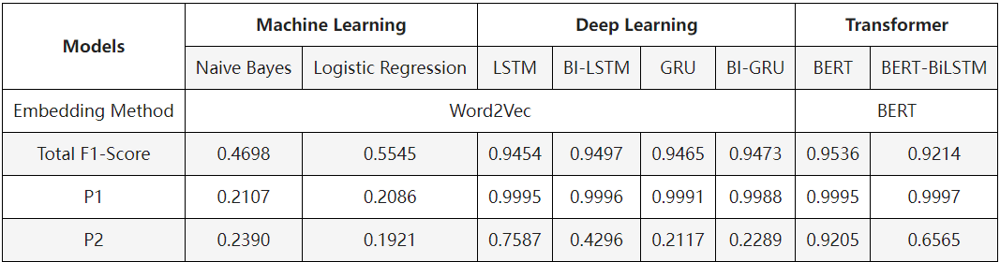 Models Machine Learning Deep Learning Transformer
Naive Bayes Logistic Regression LSTM BI-LSTM GRU BI-GRU BERT BERT-BiLSTM
Embedding Method Word2Vec BERT
Total F1-Score 0.4698 0.5545 0.9454 0.9497 0.9465 0.9473 0.9536 0.9214
P1 0.2107 0.2086 0.9995 0.9996 0.9991 0.9988 0.9995 0.9997
P2 0.2390 0.1921 0.7587 0.4296 0.2117 0.2289 0.9205 0.6565